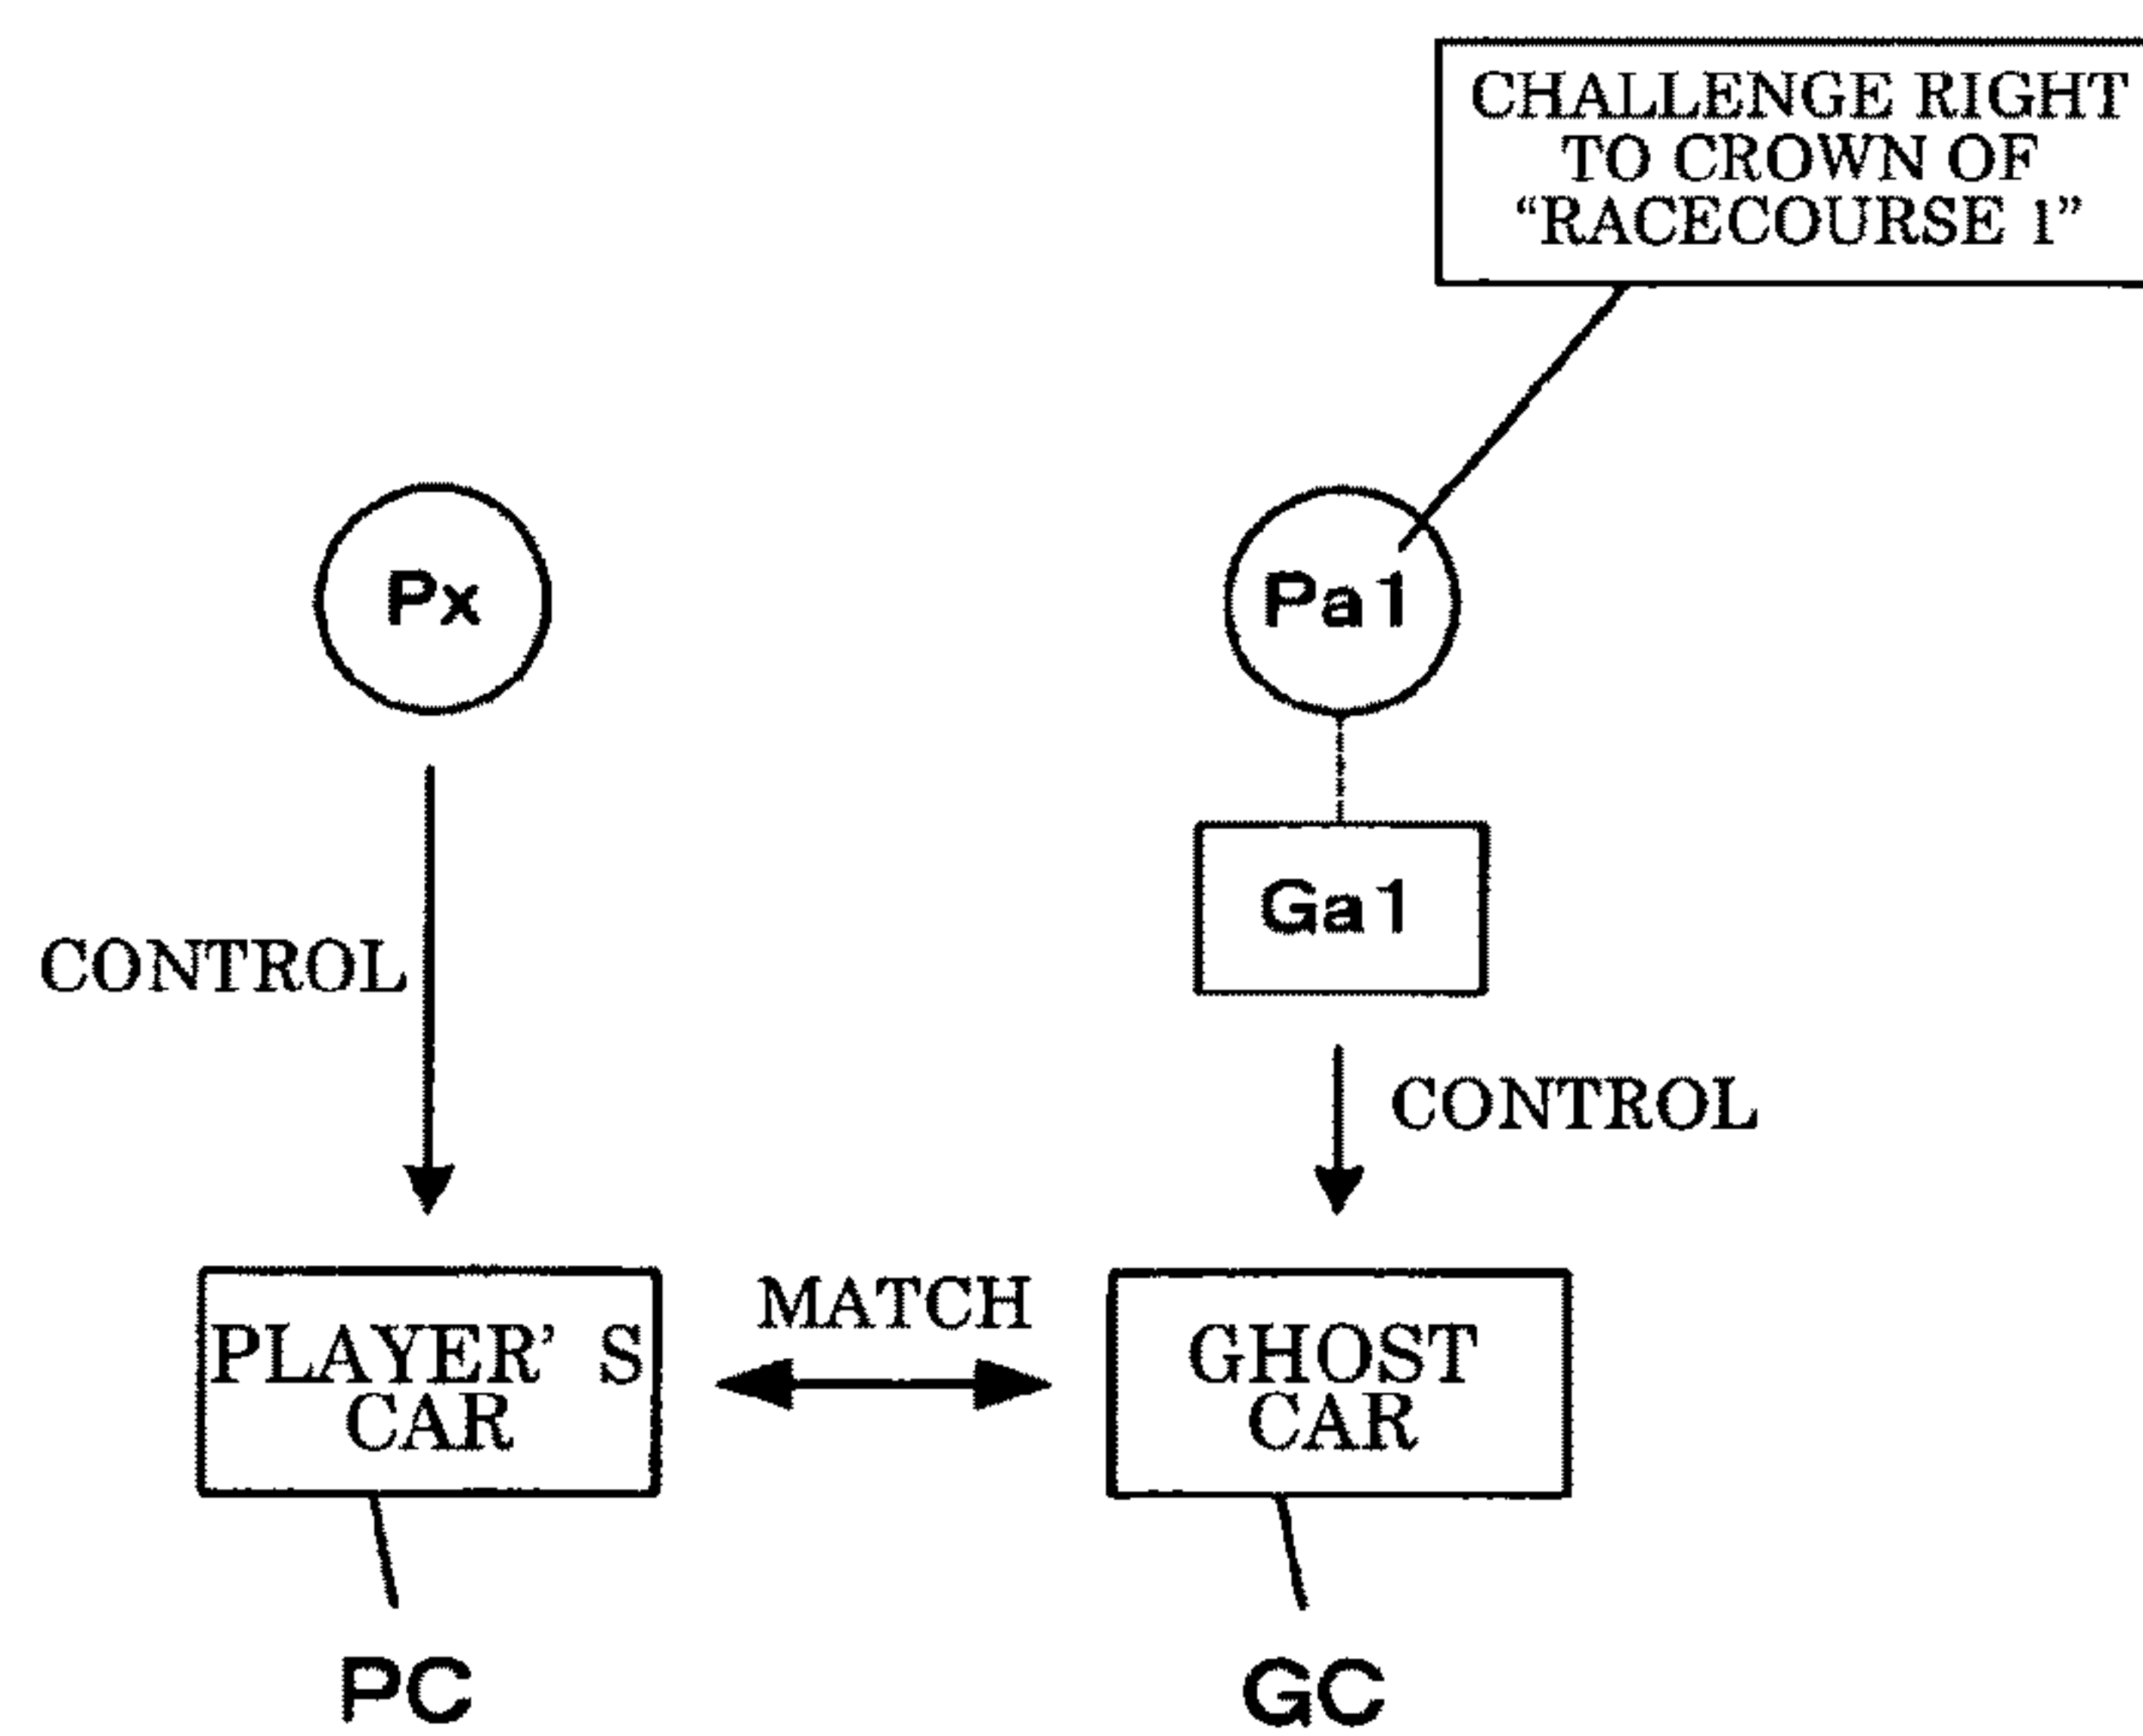 CHALLENGE RIGHT
TO CROWN OF
“RACECOURSE 1”
Px
Pa1
Ga1
CONTROL
CONTROL
MATCH
PLAYER' S
CAR
GHOST
CAR
PC
GC